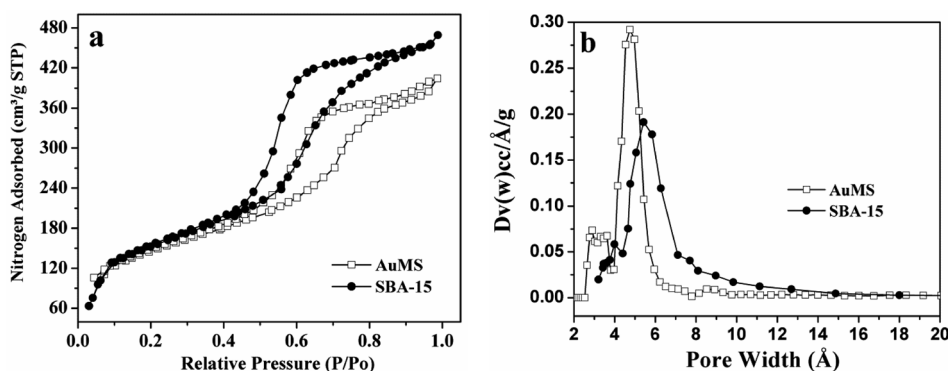 a
Nitrogen Adsorbed (cm³/g STP)
480
420
360
300
240
180
120
60
0.0 0.2 0.4 0.6 0.8 1.0
Relative Pressure (P/Po)
AuMS
SBA-15
b
Dv(w)cc/Å/g
0.30
0.25
0.20
0.15
0.10
0.05
0.00
2 4 6 8 10 12 14 16 18 20
Pore Width (Å)
AuMS
SBA-15